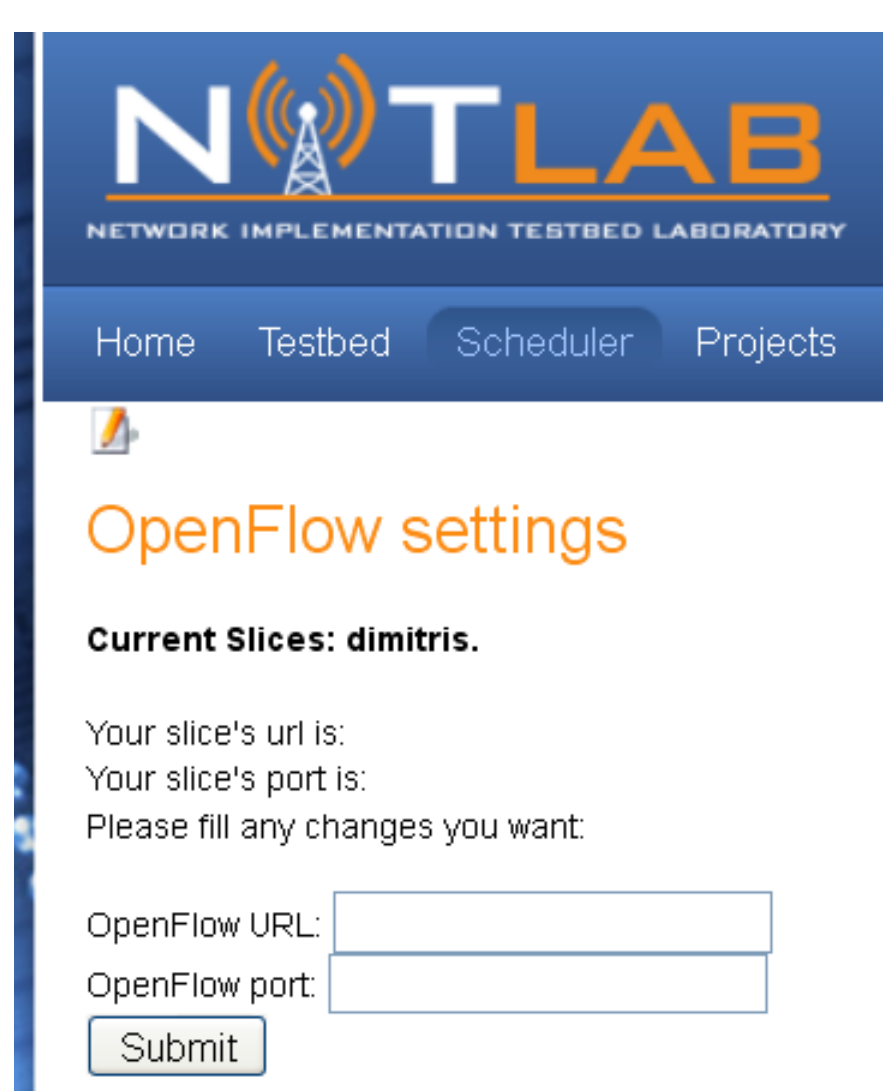 NITLAB
NETWORK IMPLEMENTATION TESTBED LABORATORY
Home Testbed Scheduler Projects
OpenFlow settings
Current Slices: dimitris.
Your slice's url is:
Your slice's port is:
Please fill any changes you want:
OpenFlow URL:
OpenFlow port:
Submit